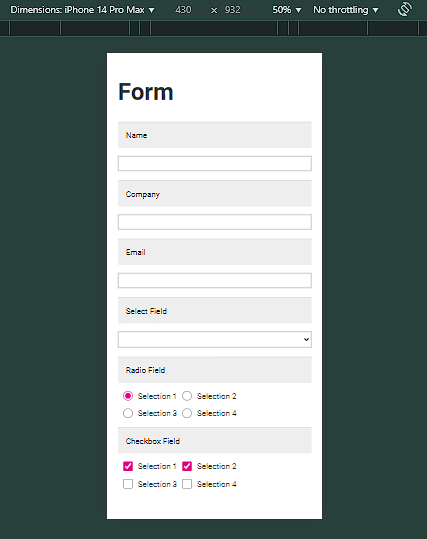 Dimensions: iPhone 14 Pro Max ▼ 430 × 932 50% ▼ No throttling ▼
Form
Name
Company
Email
Select Field
Radio Field
Selection 1 Selection 2
Selection 3 Selection 4
Checkbox Field
Selection 1 Selection 2
Selection 3 Selection 4